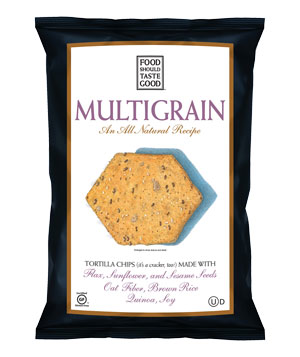 FOOD
SHOULD
TASTE
GOOD
MULTIGRAIN
An All Natural Recipe
TORTILLA CHIPS (it's a cracker, too!) MADE WITH
Flax, Sunflower, and Sesame Seeds
Oat Fiber, Brown Rice
Quinoa, Soy
GF
U D